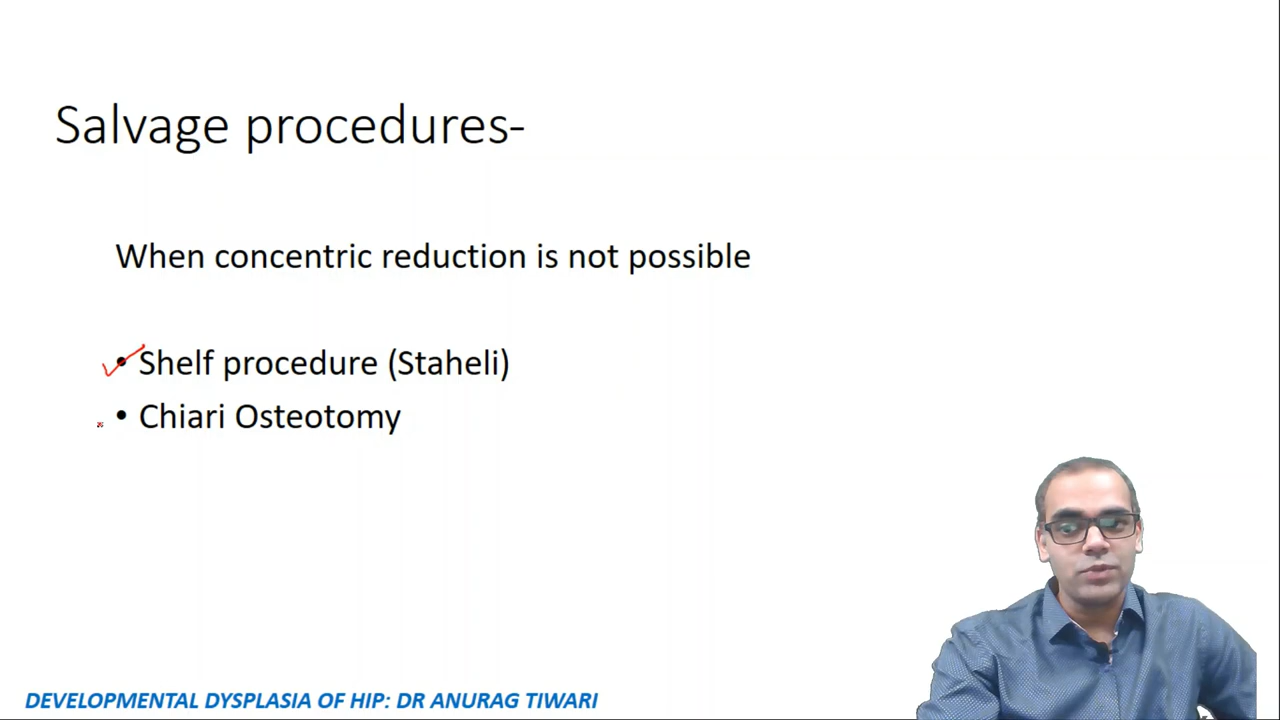 Salvage procedures-
When concentric reduction is not possible
• Shelf procedure (Staheli)
• Chiari Osteotomy
DEVELOPMENTAL DYSPLASIA OF HIP: DR ANURAG TIWARI